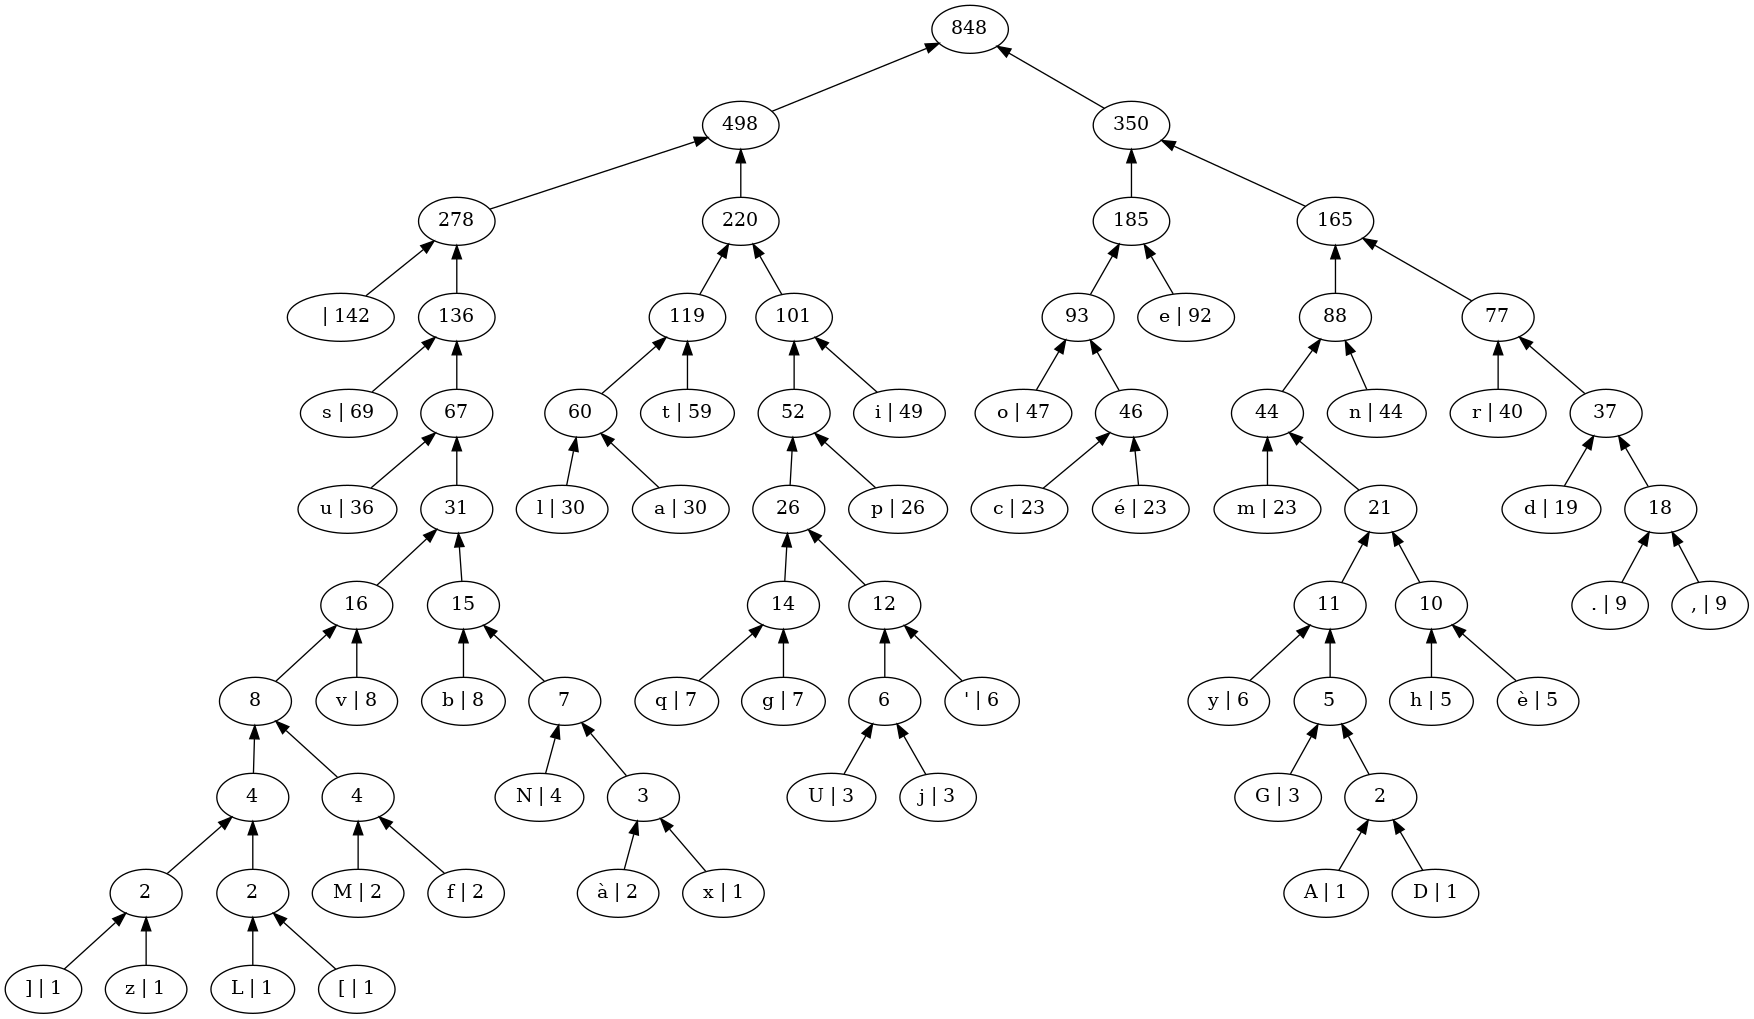 848
498 350
278 220 185 165
| 142 136 119 101 93 e | 92 88 77
s | 69 67 60 t | 59 52 i | 49 o | 47 46 44 n | 44 r | 40 37
u | 36 31 l | 30 a | 30 26 p | 26 c | 23 é | 23 m | 23 21 d | 19 18
16 15 14 12 11 10 . | 9 , | 9
8 v | 8 b | 8 7 q | 7 g | 7 6 ' | 6 y | 6 5 h | 5 è | 5
4 4 N | 4 3 U | 3 j | 3 G | 3 2
2 2 M | 2 f | 2 à | 2 x | 1 A | 1 D | 1
] | 1 z | 1 L | 1 [ | 1